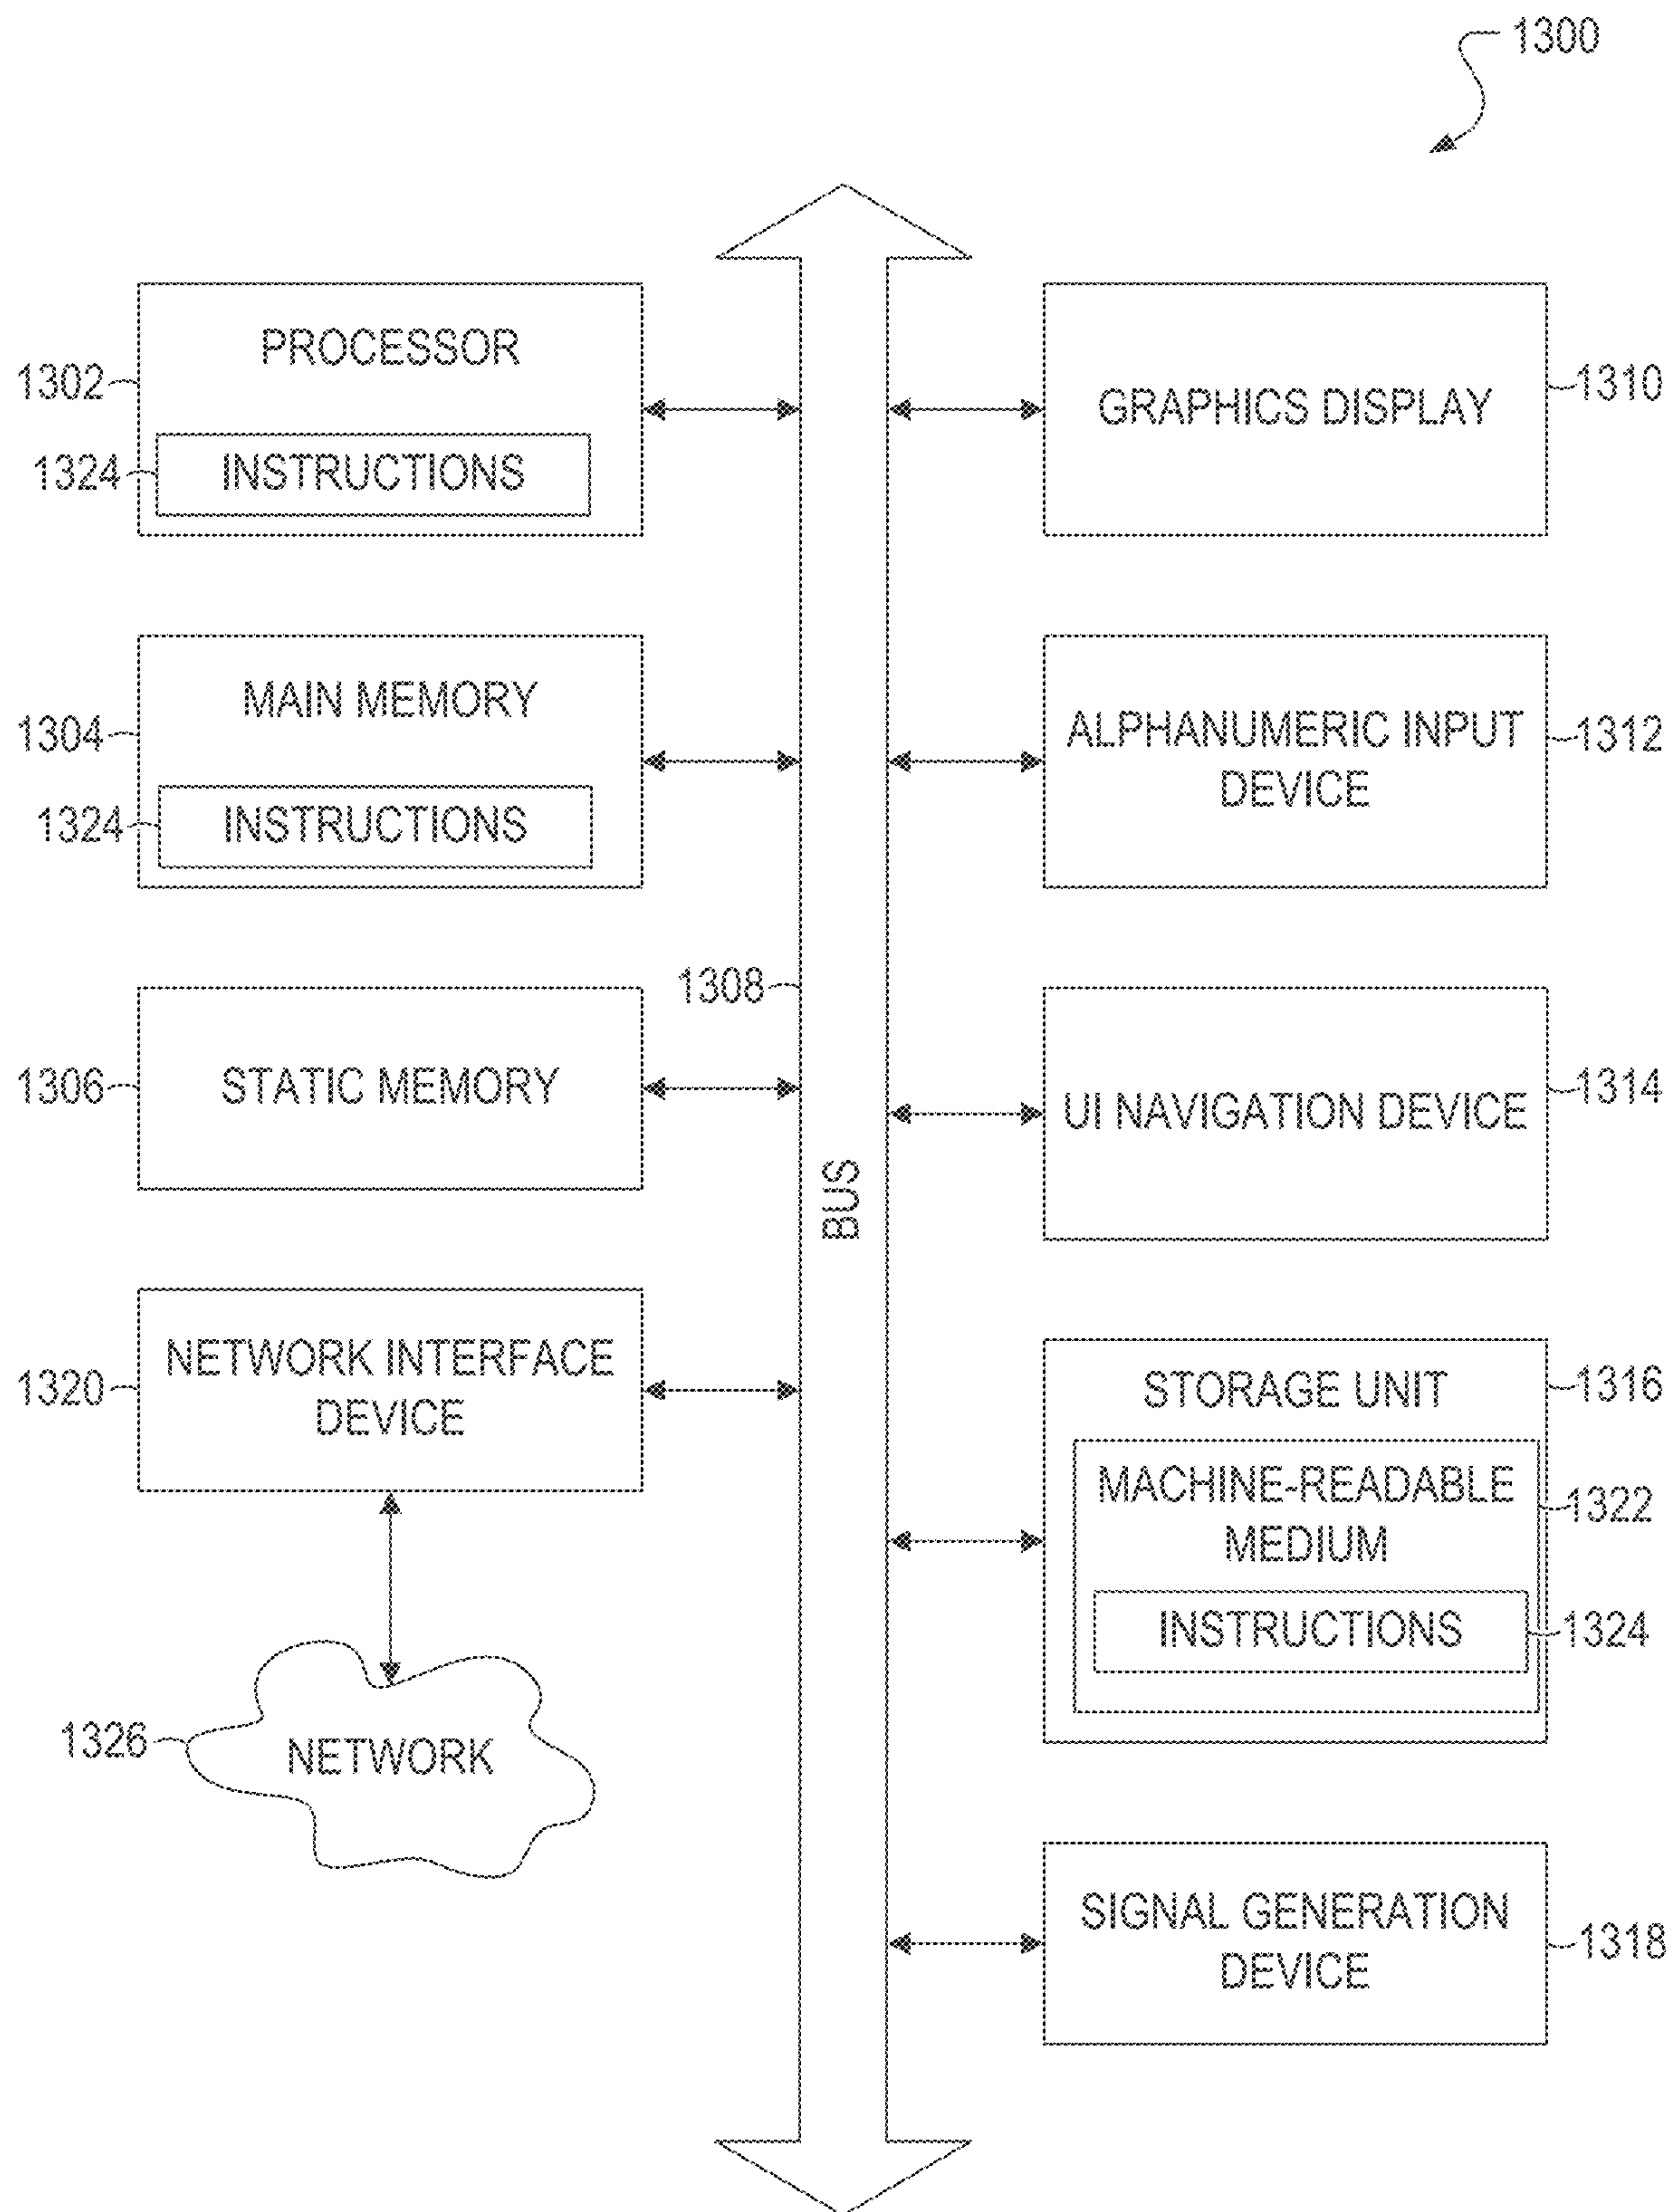 1300
PROCESSOR
1302
1324
INSTRUCTIONS
MAIN MEMORY
1304
1324
INSTRUCTIONS
1308
1306
STATIC MEMORY
BUS
NETWORK INTERFACE
DEVICE
1320
1326
NETWORK
GRAPHICS DISPLAY
1310
ALPHANUMERIC INPUT
DEVICE
1312
UI NAVIGATION DEVICE
1314
STORAGE UNIT
1316
MACHINE-READABLE
MEDIUM
1322
INSTRUCTIONS
1324
SIGNAL GENERATION
DEVICE
1318